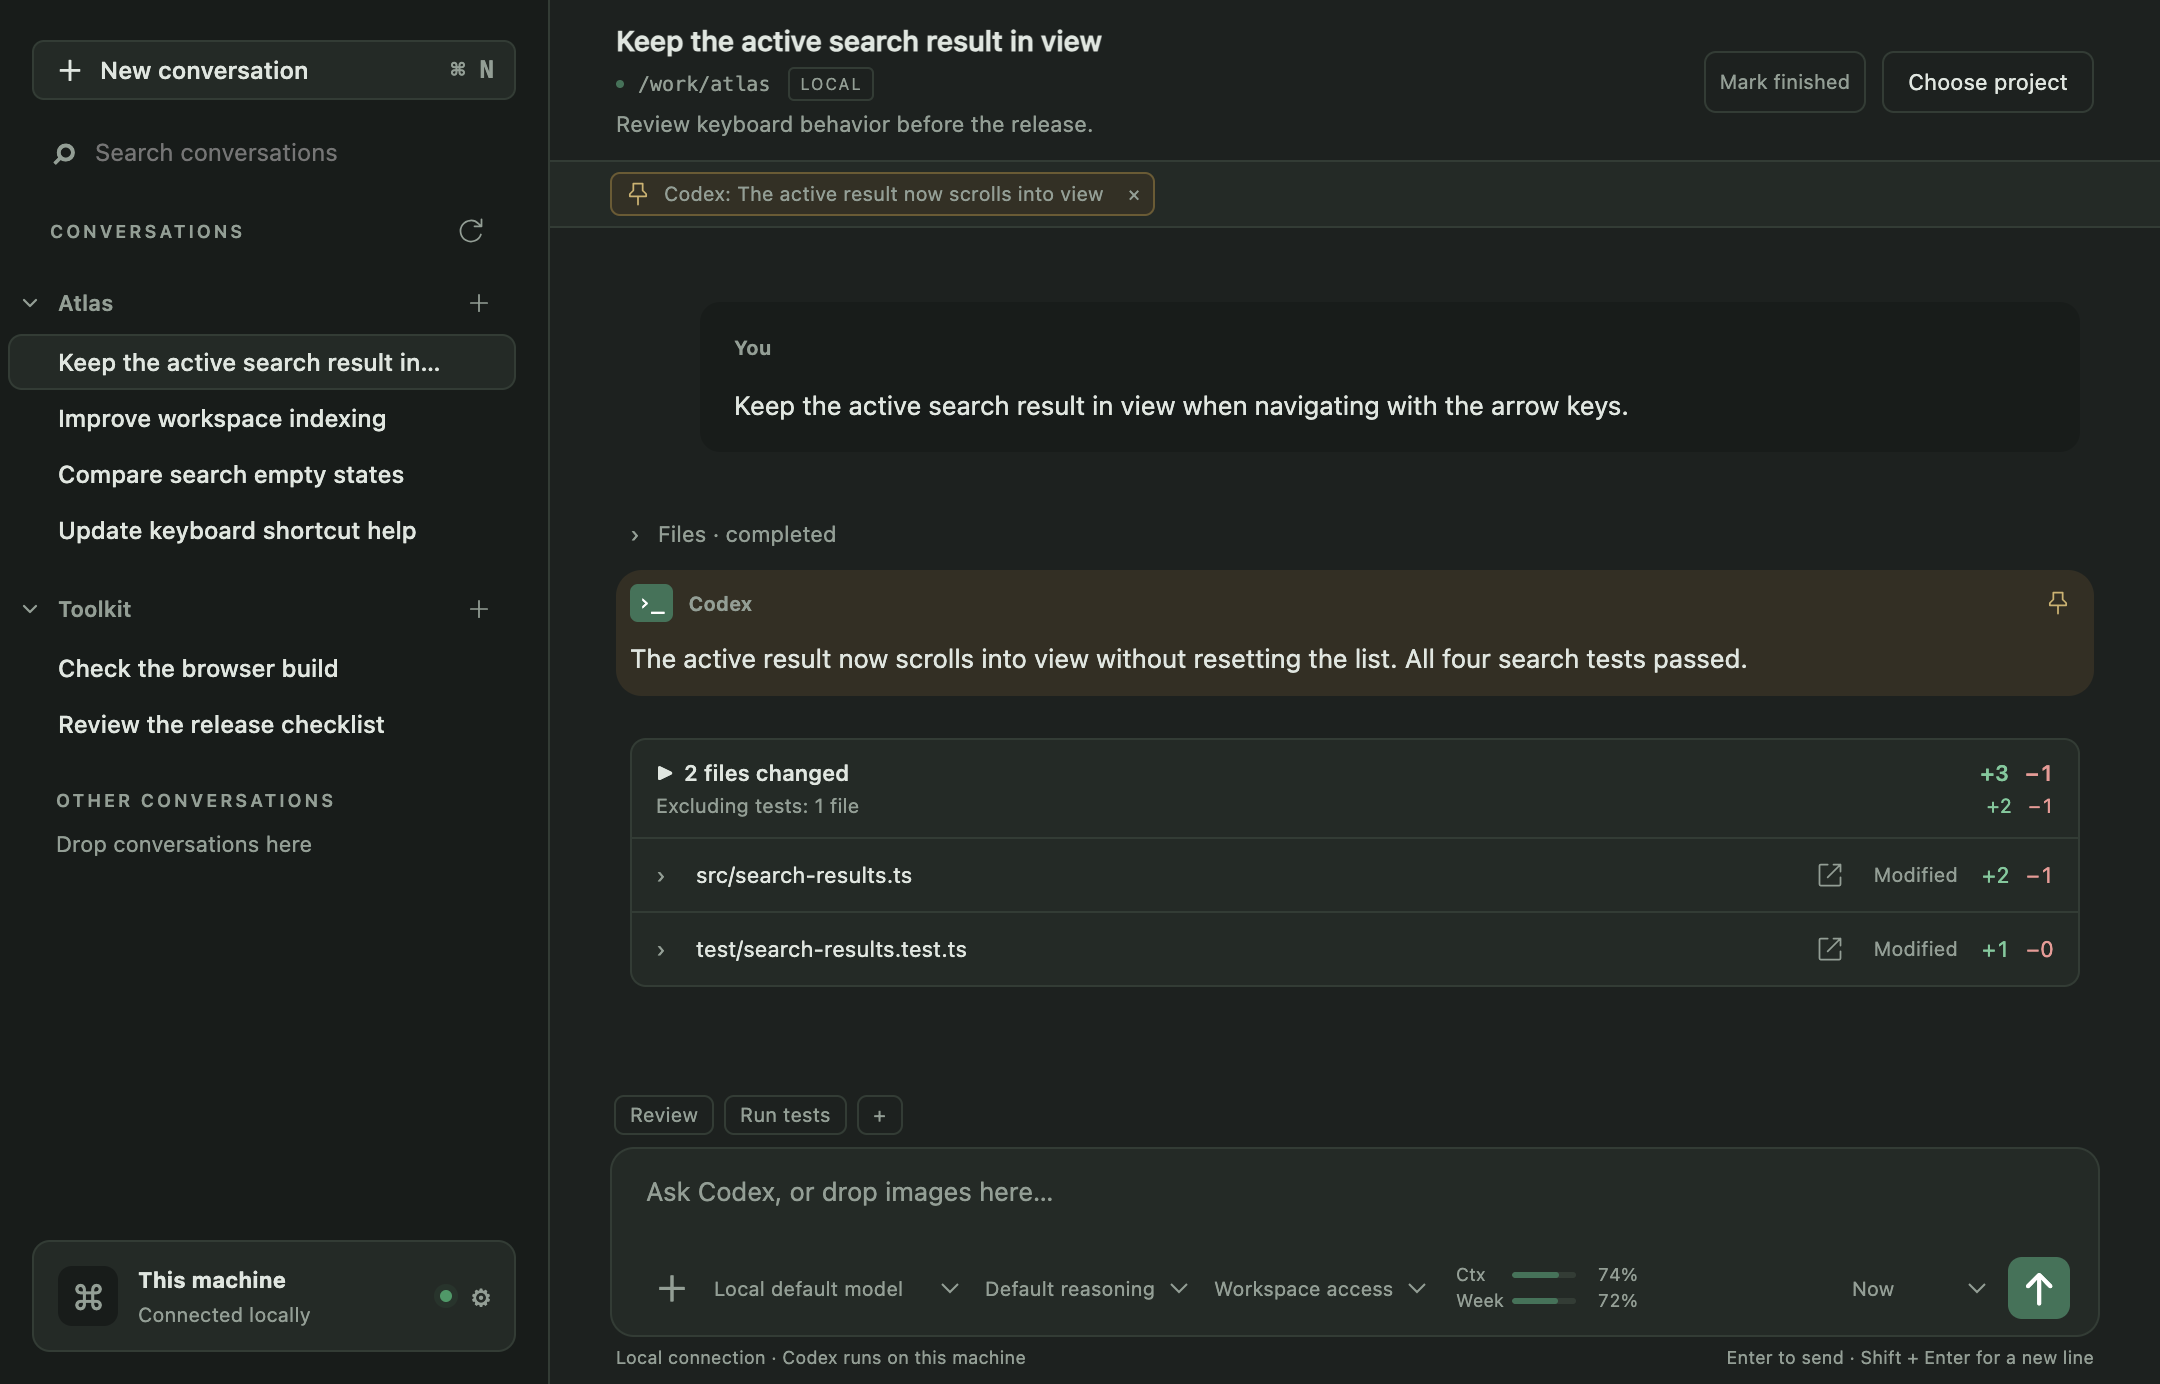 New conversation ⌘ N
Search conversations
CONVERSATIONS
Atlas
Keep the active search result in...
Improve workspace indexing
Compare search empty states
Update keyboard shortcut help
Toolkit
Check the browser build
Review the release checklist
OTHER CONVERSATIONS
Drop conversations here
This machine
Connected locally
Keep the active search result in view
/work/atlas LOCAL
Review keyboard behavior before the release.
Mark finished
Choose project
Codex: The active result now scrolls into view ×
You
Keep the active search result in view when navigating with the arrow keys.
Files · completed
Codex
The active result now scrolls into view without resetting the list. All four search tests passed.
2 files changed +3 −1
Excluding tests: 1 file +2 −1
src/search-results.ts Modified +2 −1
test/search-results.test.ts Modified +1 −0
Review
Run tests
+
Ask Codex, or drop images here...
Local default model
Default reasoning
Workspace access
Ctx 74%
Week 72%
Now
Local connection · Codex runs on this machine
Enter to send · Shift + Enter for a new line